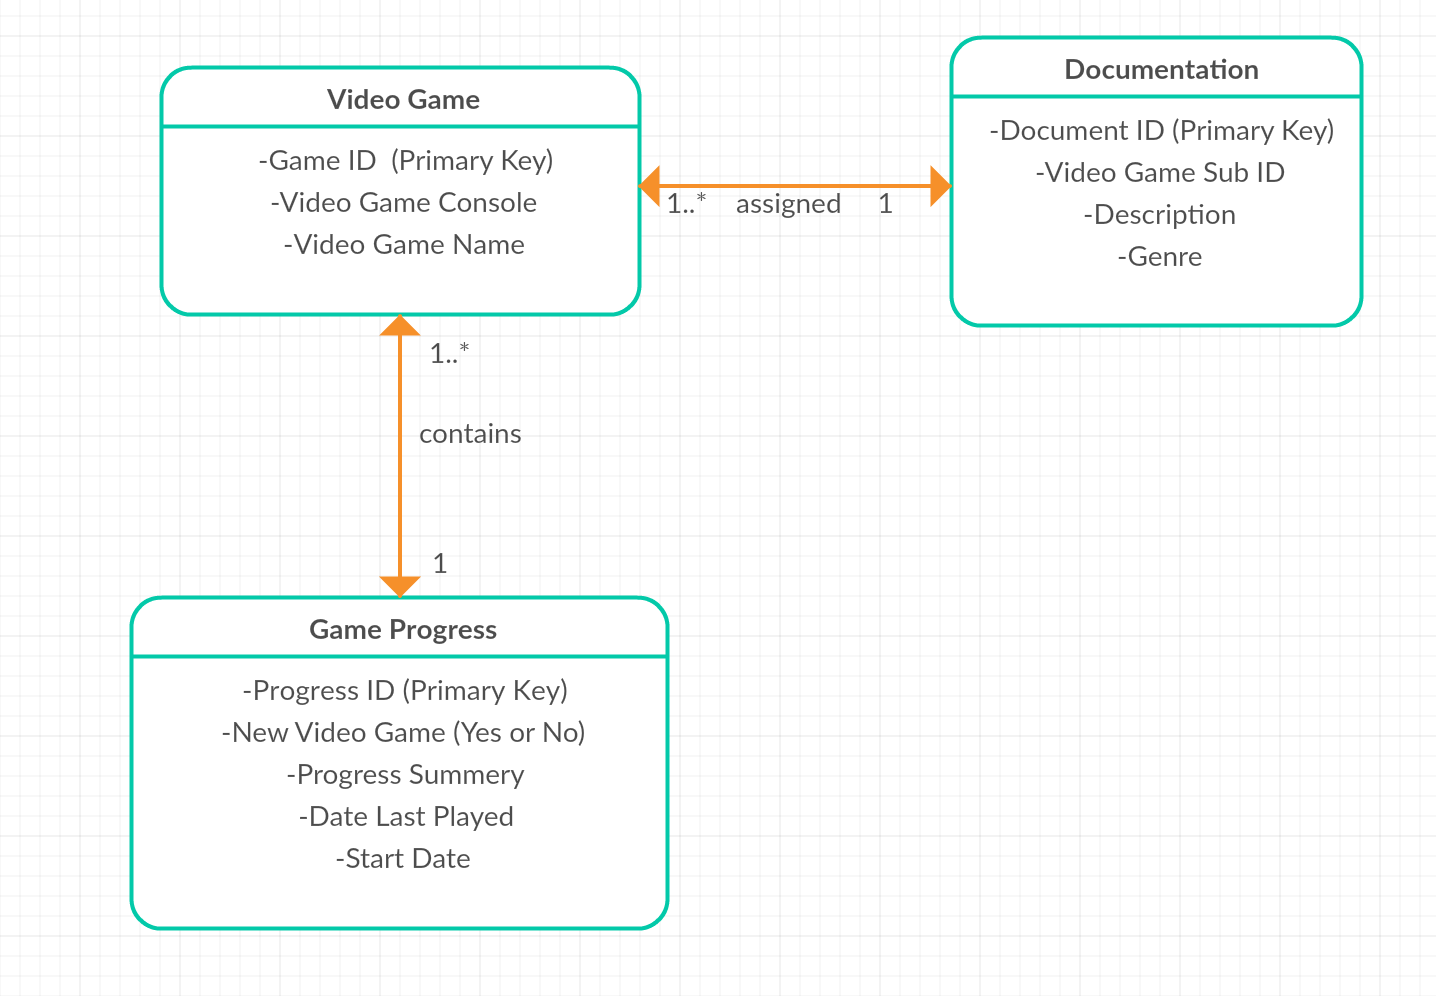 Video Game
-Game ID  (Primary Key)
-Video Game Console
-Video Game Name
1..* assigned 1
Documentation
-Document ID (Primary Key)
-Video Game Sub ID
-Description
-Genre
1..*
contains
1
Game Progress
-Progress ID (Primary Key)
-New Video Game (Yes or No)
-Progress Summery
-Date Last Played
-Start Date